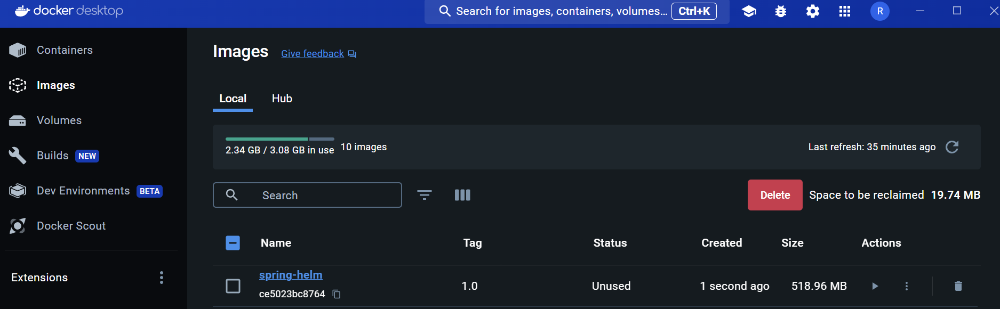 docker desktop
Search for images, containers, volumes... Ctrl+K
R
Containers
Images
Volumes
Builds NEW
Dev Environments BETA
Docker Scout
Extensions
Images Give feedback
Local Hub
2.34 GB / 3.08 GB in use 10 images
Last refresh: 35 minutes ago
Search
Delete Space to be reclaimed 19.74 MB
Name Tag Status Created Size Actions
spring-helm
ce5023bc8764
1.0 Unused 1 second ago 518.96 MB